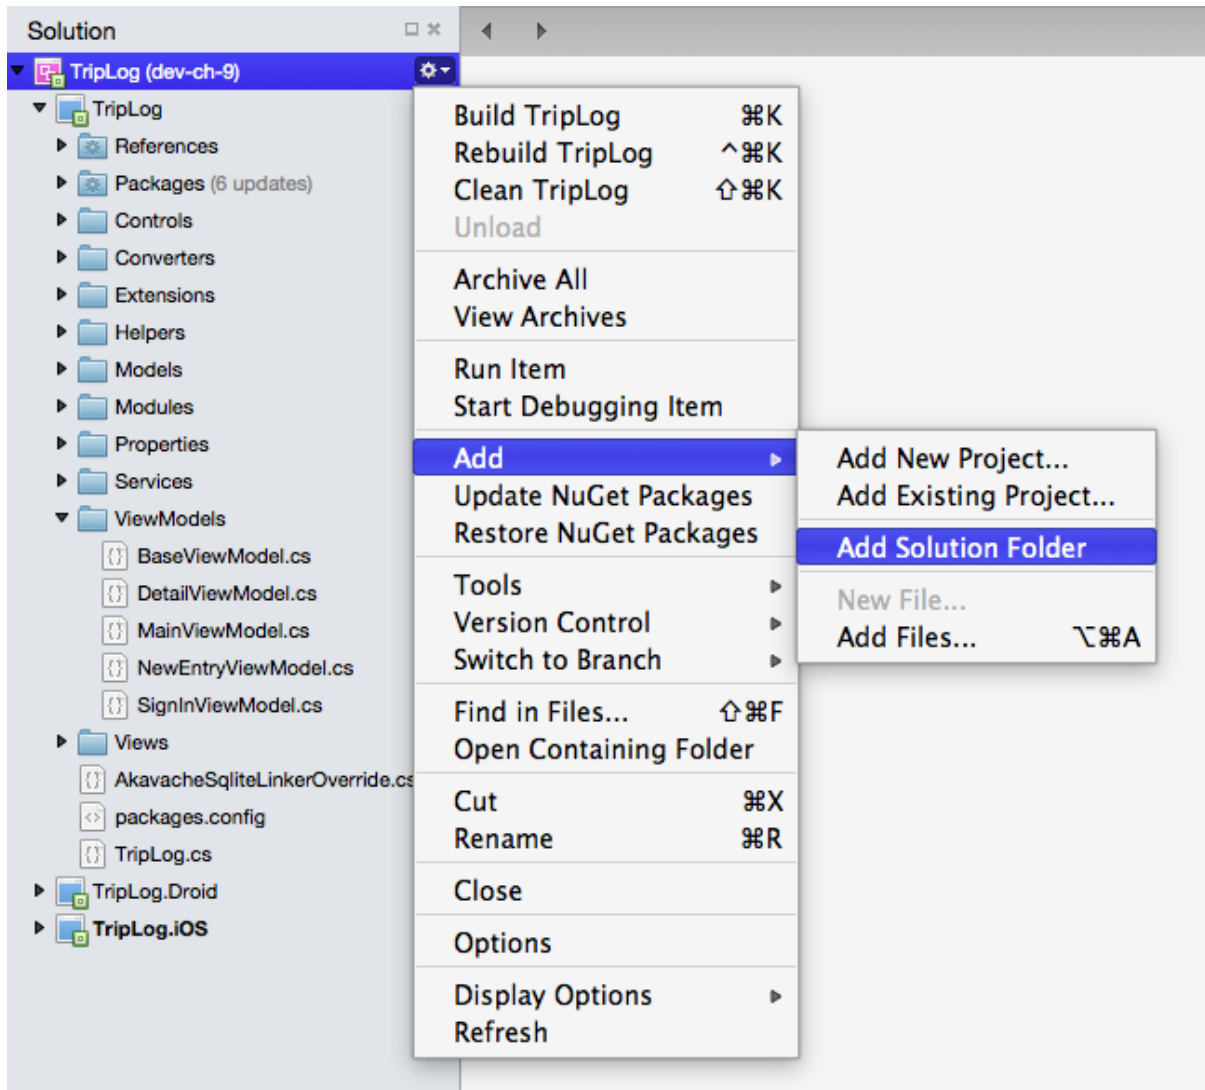 Solution
TripLog (dev-ch-9)
TripLog
References
Packages (6 updates)
Controls
Converters
Extensions
Helpers
Models
Modules
Properties
Services
ViewModels
BaseViewModel.cs
DetailViewModel.cs
MainViewModel.cs
NewEntryViewModel.cs
SignInViewModel.cs
Views
AkavacheSqliteLinkerOverride.cs
packages.config
TripLog.cs
TripLog.Droid
TripLog.iOS
Build TripLog ⌘K
Rebuild TripLog ^⌘K
Clean TripLog ⇧⌘K
Unload
Archive All
View Archives
Run Item
Start Debugging Item
Add
Update NuGet Packages
Restore NuGet Packages
Tools
Version Control
Switch to Branch
Find in Files... ⇧⌘F
Open Containing Folder
Cut ⌘X
Rename ⌘R
Close
Options
Display Options
Refresh
Add New Project...
Add Existing Project...
Add Solution Folder
New File...
Add Files... ⌥⌘A